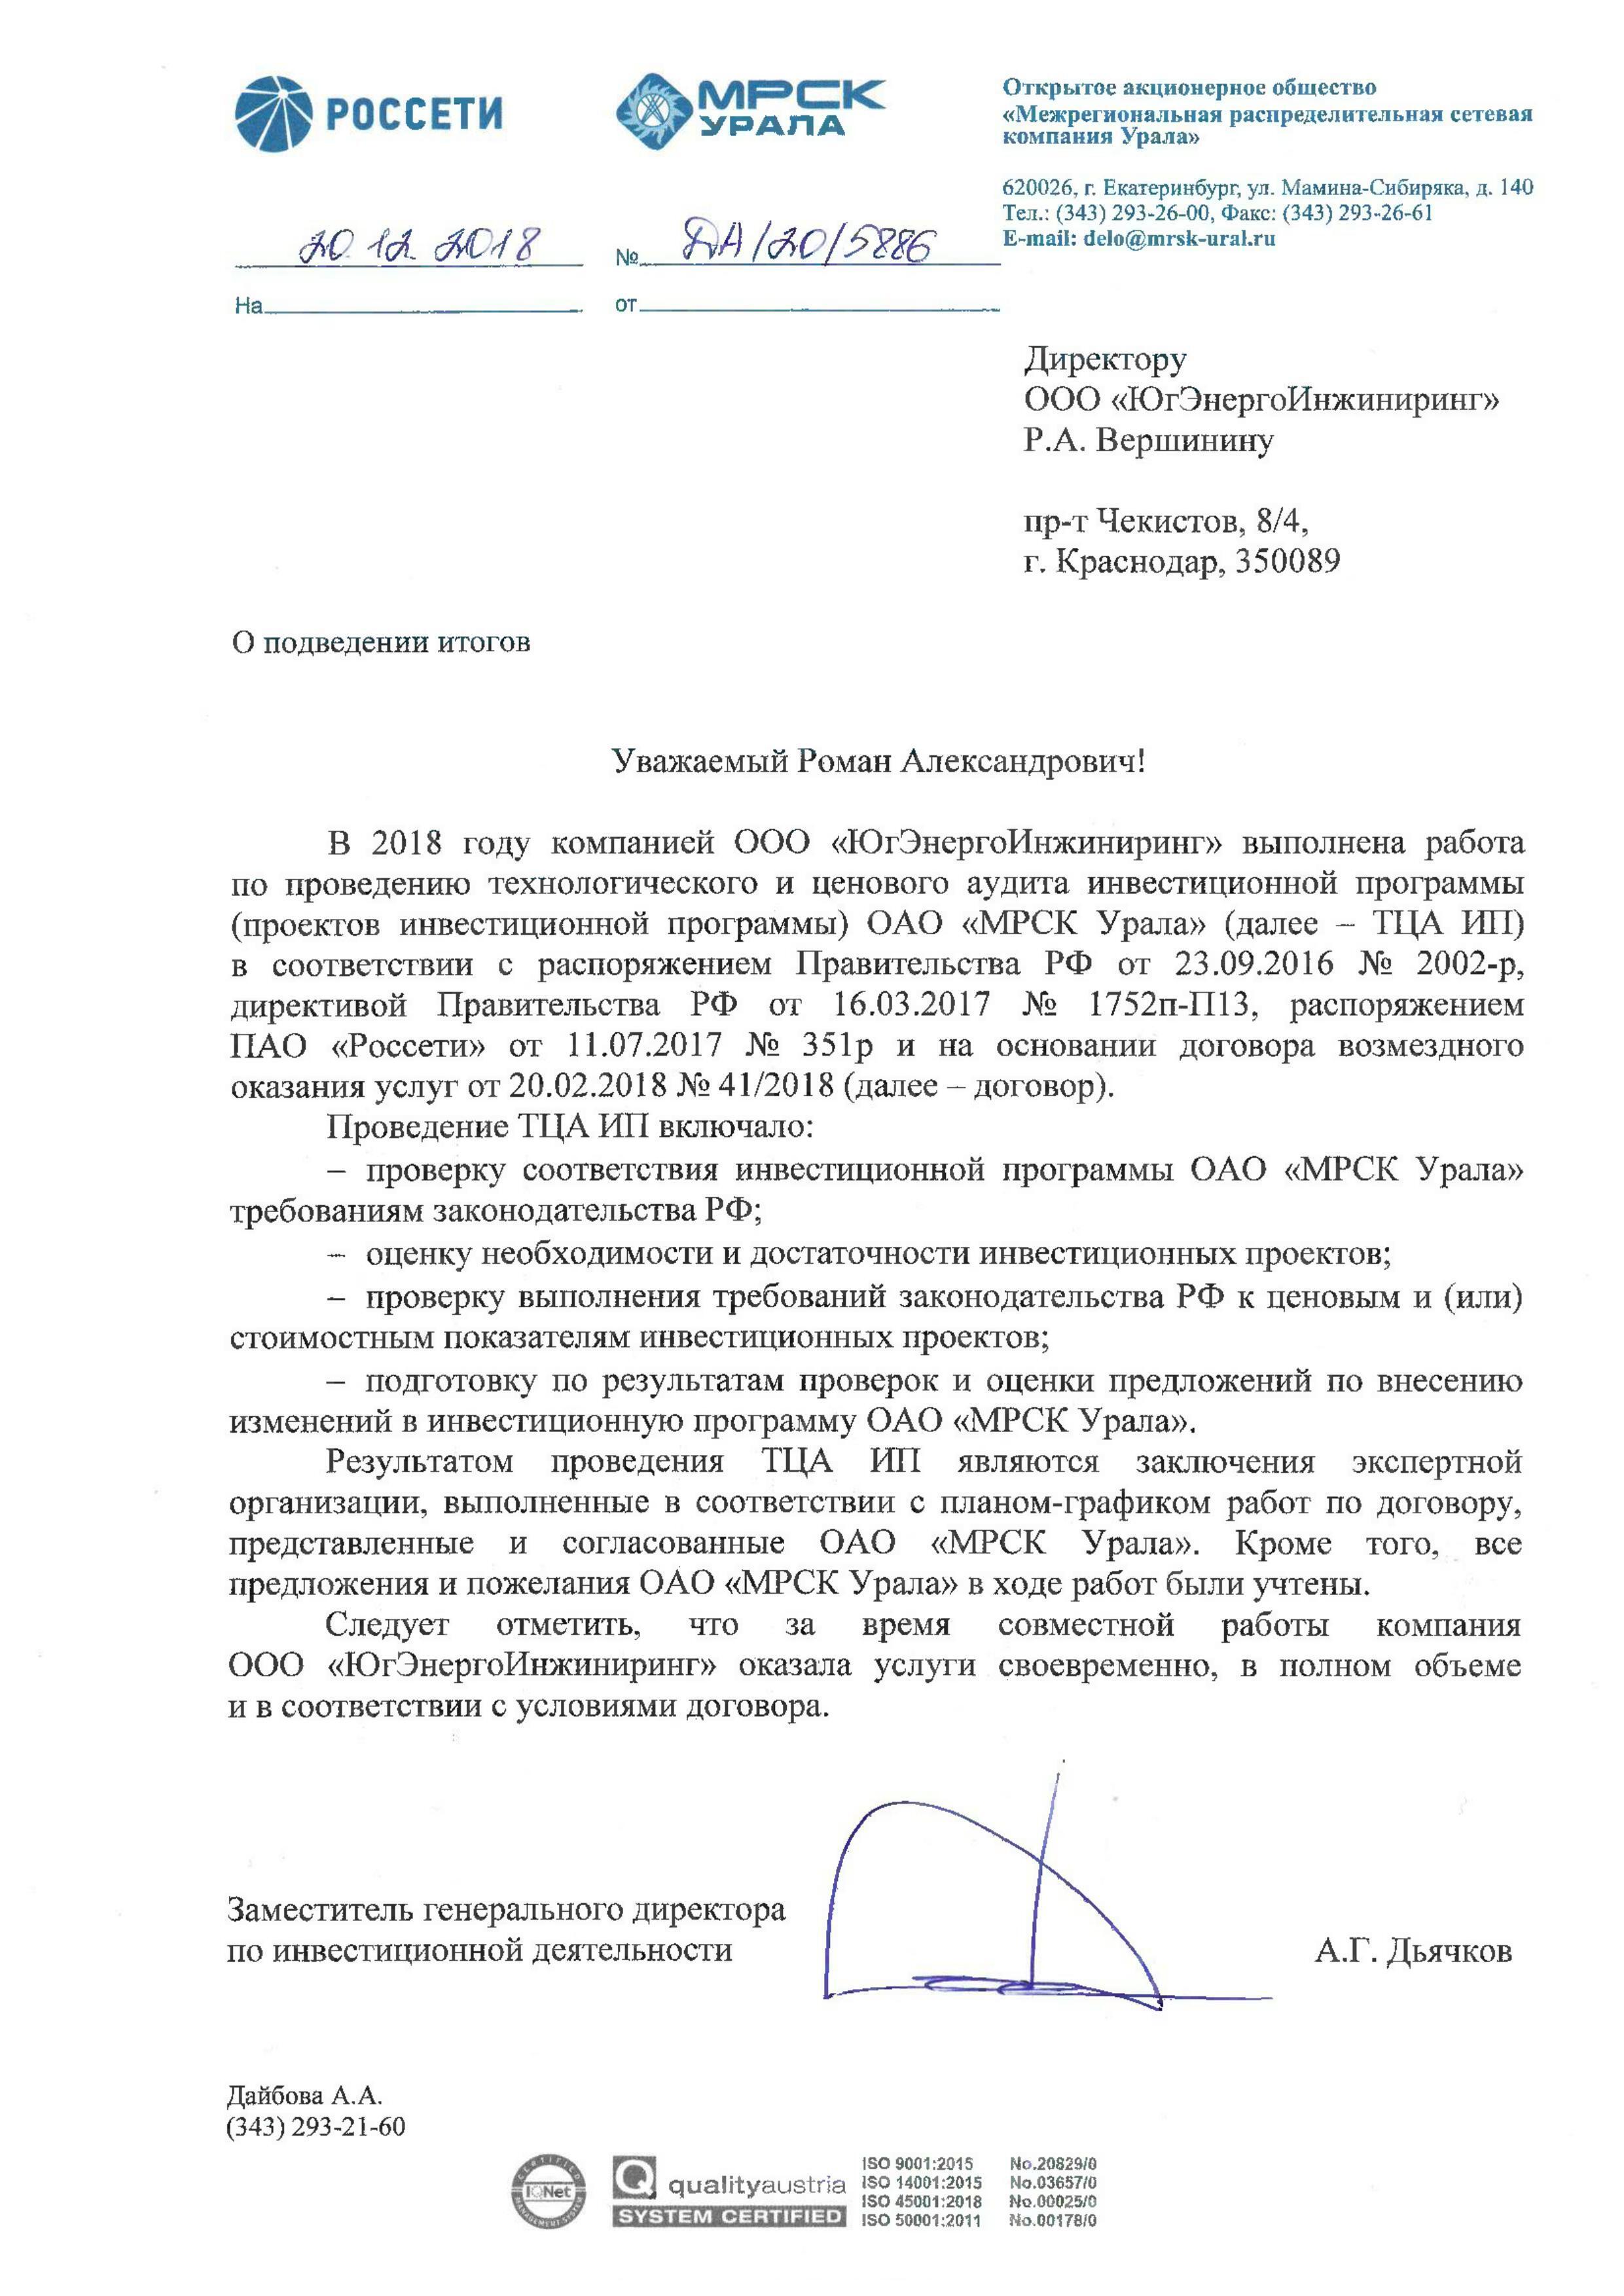 РОССЕТИ
МРСК
УРАЛА
Открытое акционерное общество
«Межрегиональная распределительная сетевая
компания Урала»
620026, г. Екатеринбург, ул. Мамина-Сибиряка, д. 140
Тел.: (343) 293-26-00, Факс: (343) 293-26-61
E-mail: delo@mrsk-ural.ru
20 12 2018 № ДА/20/5886
На от
Директору
ООО «ЮгЭнергоИнжиниринг»
Р.А. Вершинину
пр-т Чекистов, 8/4,
г. Краснодар, 350089
О подведении итогов
Уважаемый Роман Александрович!
В 2018 году компанией ООО «ЮгЭнергоИнжиниринг» выполнена работа
по проведению технологического и ценового аудита инвестиционной программы
(проектов инвестиционной программы) ОАО «МРСК Урала» (далее – ТЦА ИП)
в соответствии с распоряжением Правительства РФ от 23.09.2016 № 2002-р,
директивой Правительства РФ от 16.03.2017 № 1752п-П13, распоряжением
ПАО «Россети» от 11.07.2017 № 351р и на основании договора возмездного
оказания услуг от 20.02.2018 № 41/2018 (далее – договор).
Проведение ТЦА ИП включало:
– проверку соответствия инвестиционной программы ОАО «МРСК Урала»
требованиям законодательства РФ;
– оценку необходимости и достаточности инвестиционных проектов;
– проверку выполнения требований законодательства РФ к ценовым и (или)
стоимостным показателям инвестиционных проектов;
– подготовку по результатам проверок и оценки предложений по внесению
изменений в инвестиционную программу ОАО «МРСК Урала».
Результатом проведения ТЦА ИП являются заключения экспертной
организации, выполненные в соответствии с планом-графиком работ по договору,
представленные и согласованные ОАО «МРСК Урала». Кроме того, все
предложения и пожелания ОАО «МРСК Урала» в ходе работ были учтены.
Следует отметить, что за время совместной работы компания
ООО «ЮгЭнергоИнжиниринг» оказала услуги своевременно, в полном объеме
и в соответствии с условиями договора.
Заместитель генерального директора
по инвестиционной деятельности А.Г. Дьячков
Дайбова А.А.
(343) 293-21-60
CERTIFIED
IQNet
MANAGEMENT SYSTEM
Q qualityaustria
SYSTEM CERTIFIED
ISO 9001:2015 No.20829/0
ISO 14001:2015 No.03657/0
ISO 45001:2018 No.00025/0
ISO 50001:2011 No.00178/0